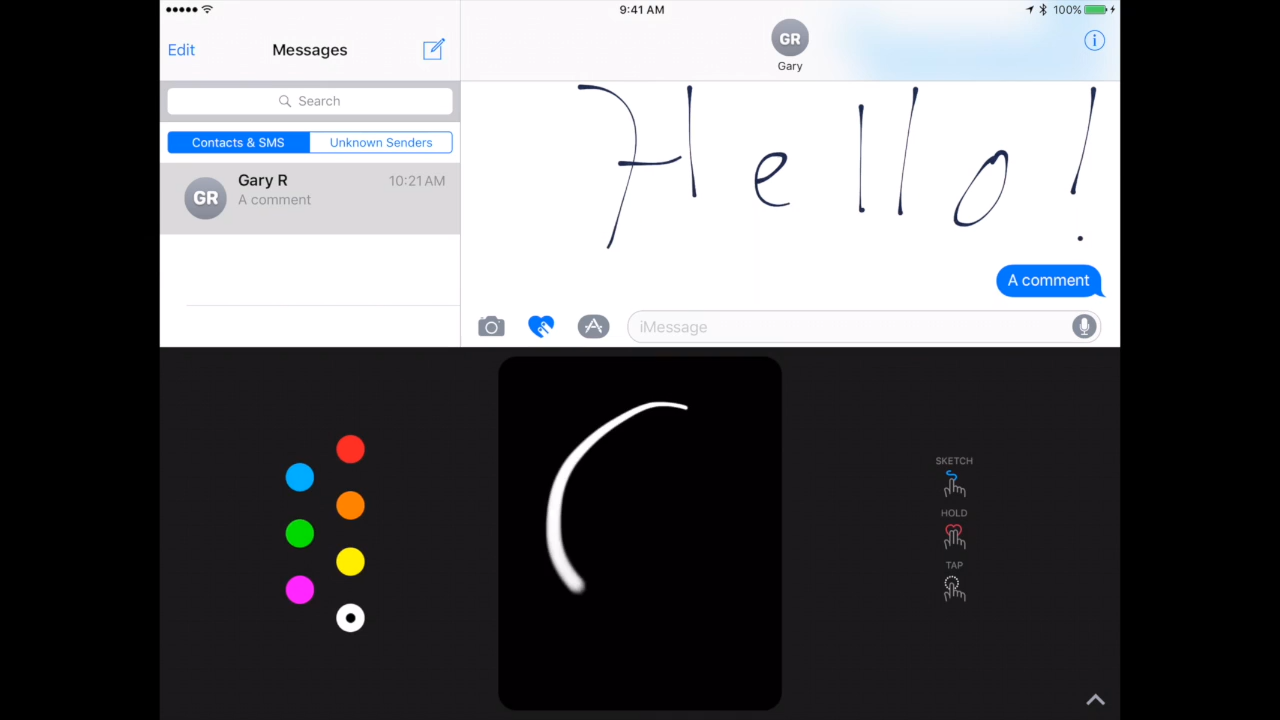 9:41 AM
100%
Edit
Messages
GR
Gary
Search
Contacts & SMS
Unknown Senders
GR
Gary R
10:21 AM
A comment
Hello!
A comment
iMessage
SKETCH
HOLD
TAP